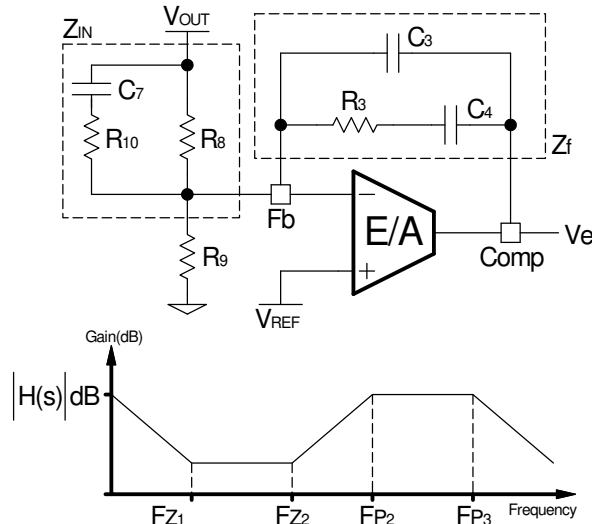 VOUT
ZIN
C3
C7
R3
C4
R10
R8
Zf
Fb
E/A
Ve
R9
Comp
VREF
Gain(dB)
|H(s)|dB
FZ1
FZ2
FP2
FP3
Frequency